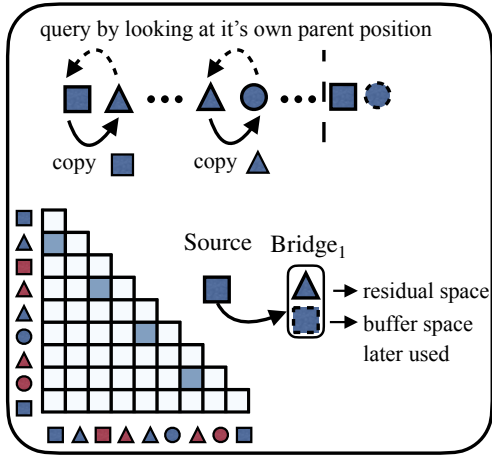 query by looking at it's own parent position
copy
copy
Source
Bridge1
residual space
buffer space
later used